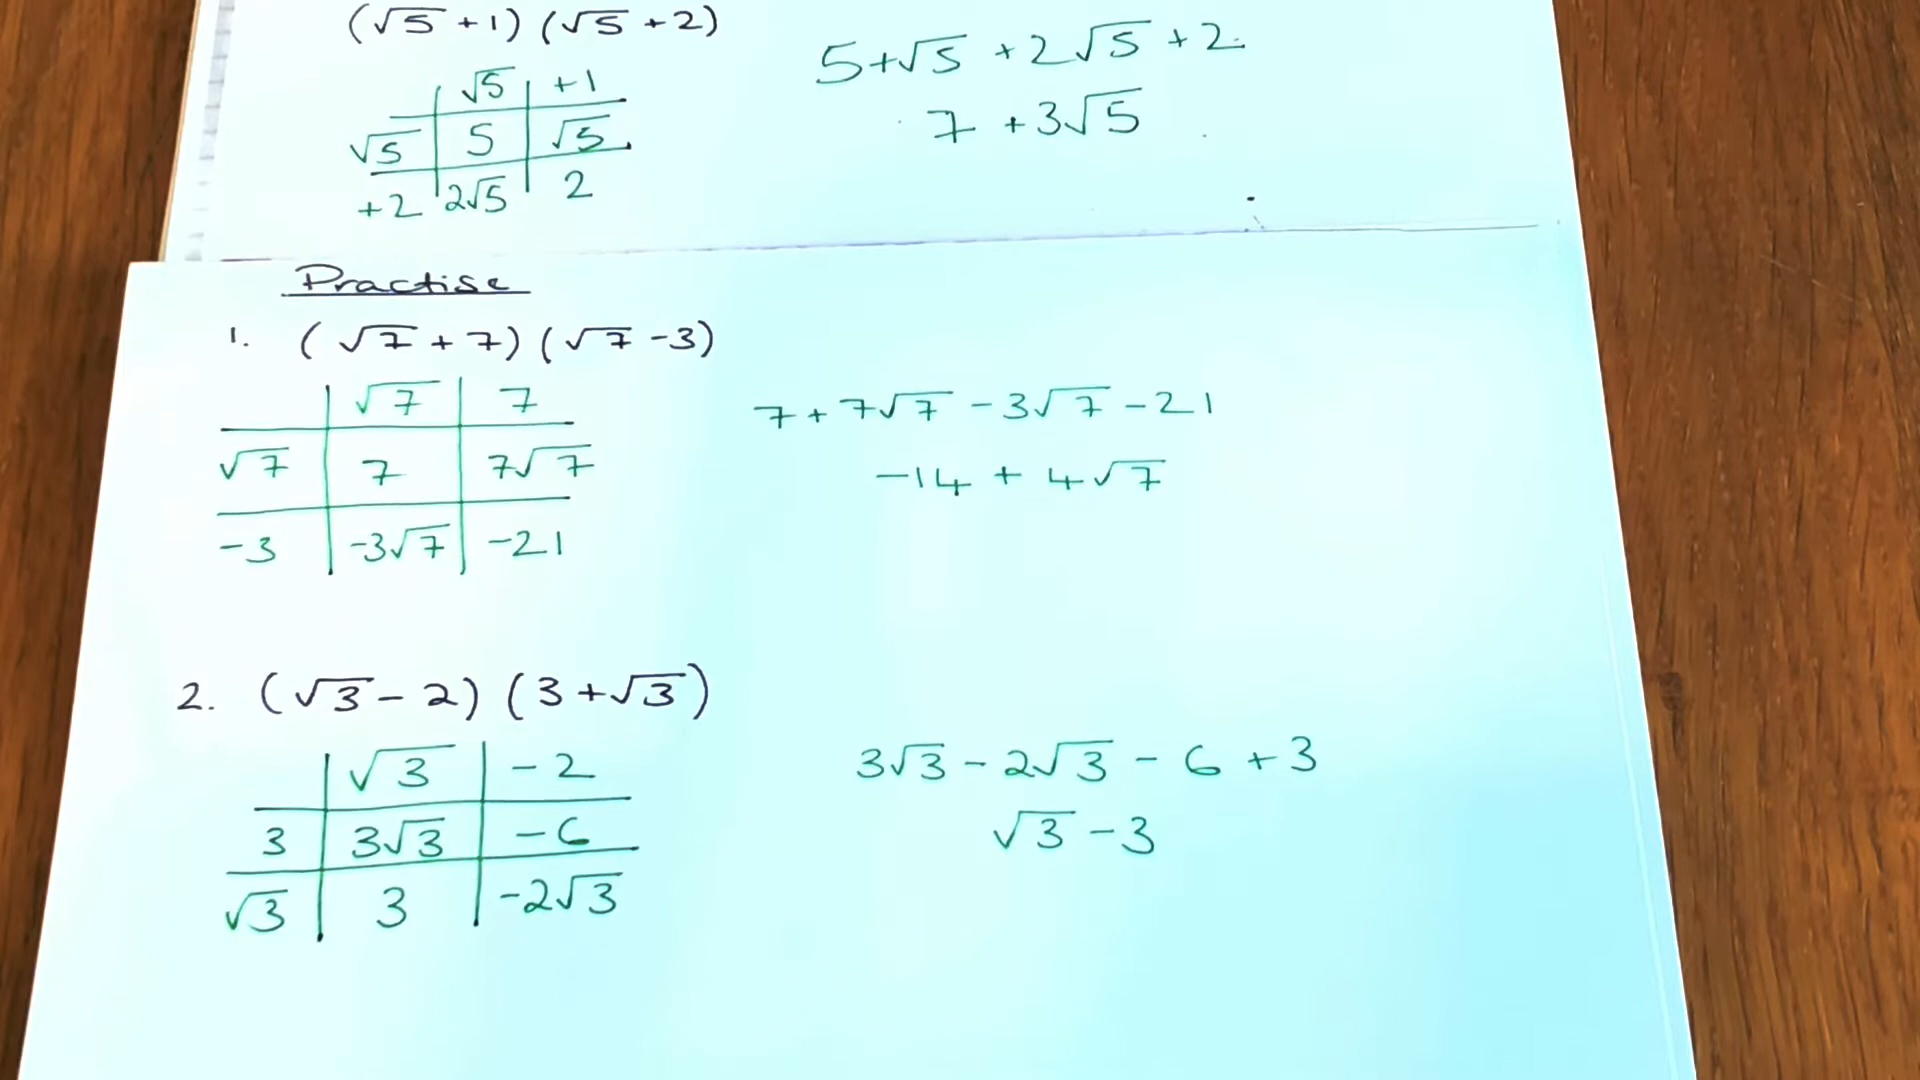 (√5 +1) (√5 +2)
√5 +1
√5 5 √5
+2 2√5 2
5+√5 +2√5 +2
7 +3√5
Practise
1. (√7 + 7) (√7 -3)
√7 7
√7 7 7√7
-3 -3√7 -21
7 + 7√7 - 3√7 - 21
-14 + 4√7
2. (√3 - 2) (3 + √3)
√3 -2
3 3√3 -6
√3 3 -2√3
3√3 - 2√3 - 6 + 3
√3 - 3